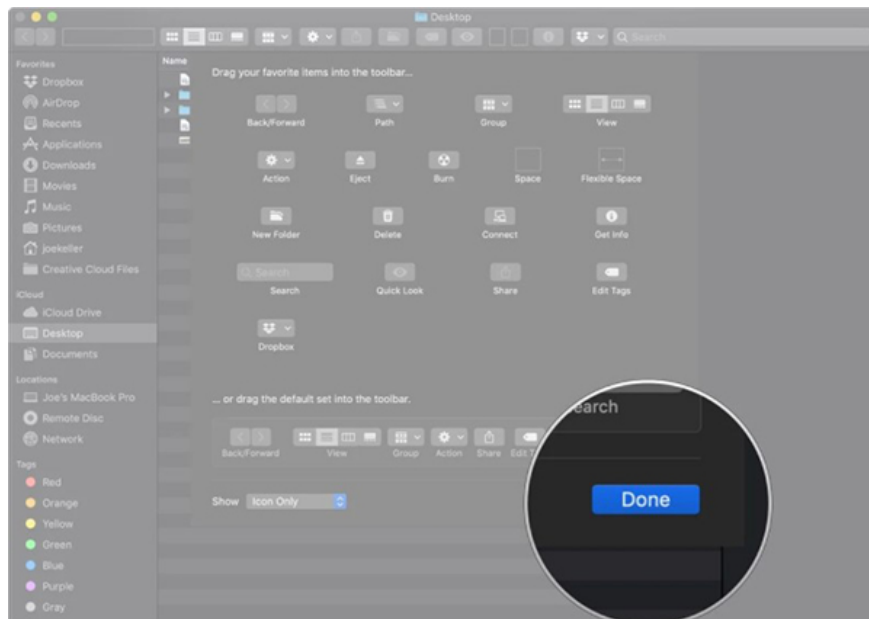 Desktop
Search
Favorites
Dropbox
AirDrop
Recents
Applications
Downloads
Movies
Music
Pictures
joekeller
Creative Cloud Files
iCloud
iCloud Drive
Desktop
Documents
Locations
Joe's MacBook Pro
Remote Disc
Network
Tags
Red
Orange
Yellow
Green
Blue
Purple
Gray
Name
Drag your favorite items into the toolbar...
Back/Forward Path Group View
Action Eject Burn Space Flexible Space
New Folder Delete Connect Get Info
Search
Search Quick Look Share Edit Tags
Dropbox
... or drag the default set into the toolbar.
Back/Forward View Group Action Share Edit
Show Icon Only
earch
Done